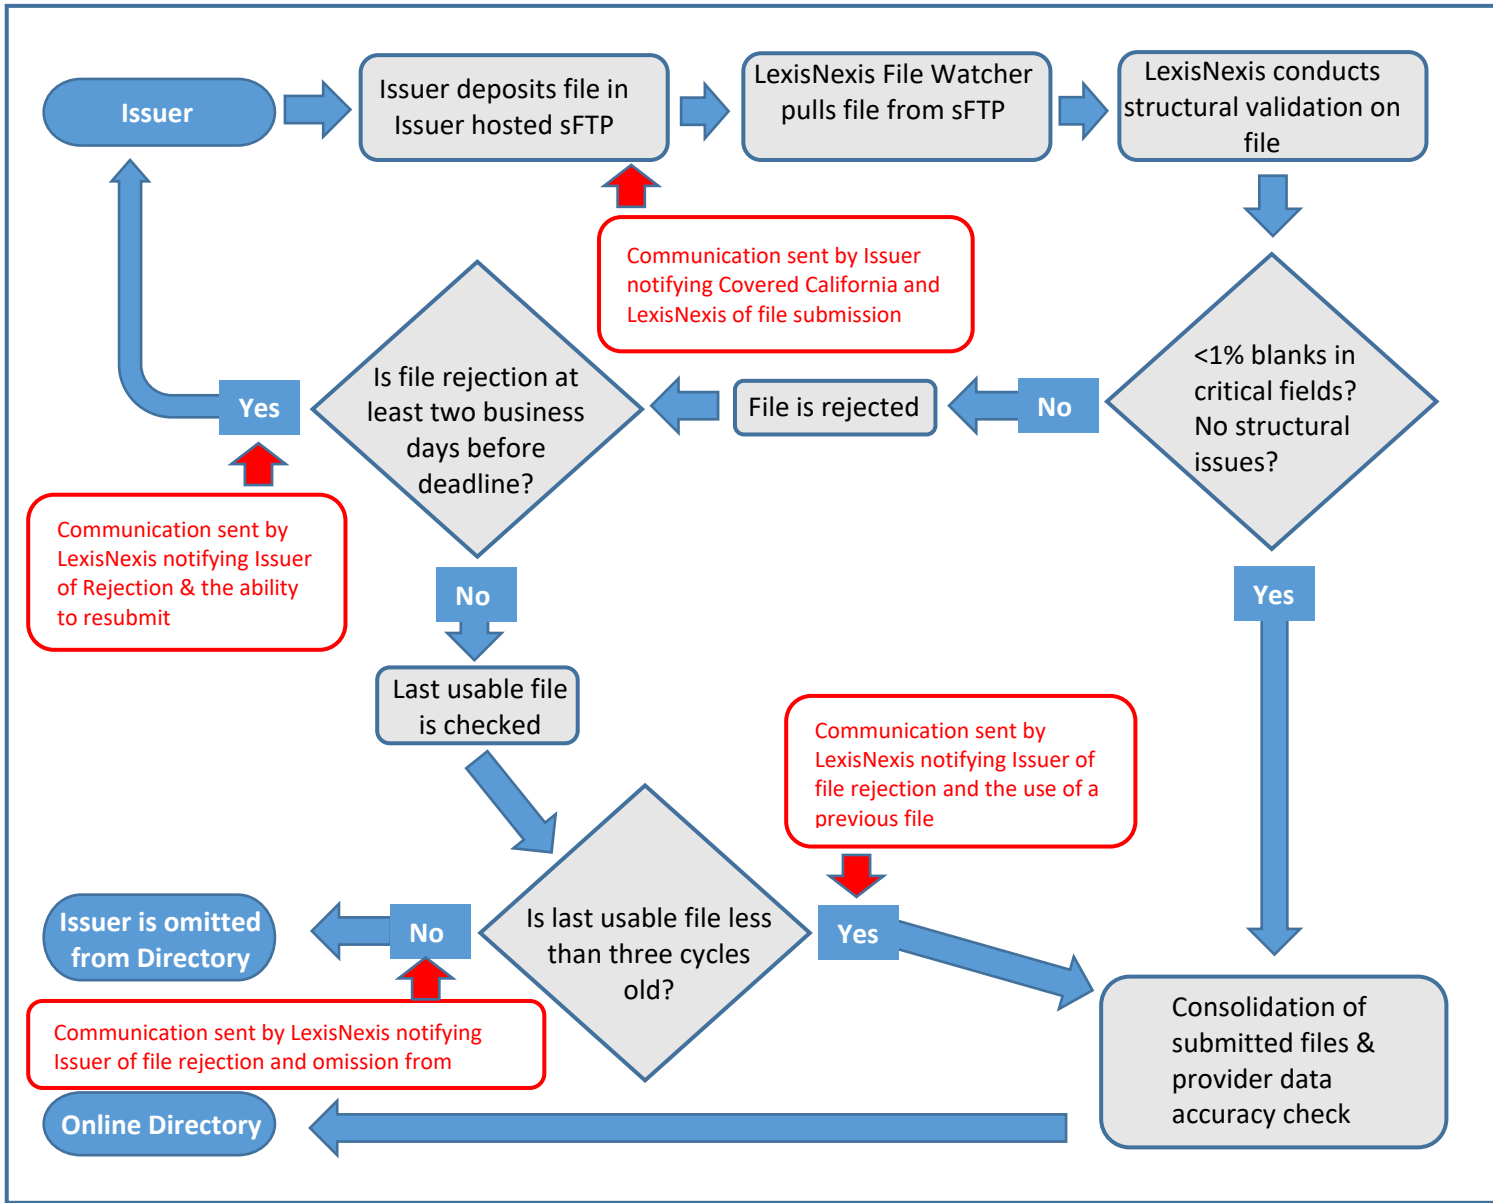 Issuer
Issuer deposits file in
Issuer hosted sFTP
LexisNexis File Watcher
pulls file from sFTP
LexisNexis conducts
structural validation on
file
Communication sent by Issuer
notifying Covered California and
LexisNexis of file submission
<1% blanks in
critical fields?
No structural
issues?
No
File is rejected
Is file rejection at
least two business
days before
deadline?
Yes
Communication sent by
LexisNexis notifying Issuer
of Rejection & the ability
to resubmit
No
Yes
Last usable file
is checked
Communication sent by
LexisNexis notifying Issuer of
file rejection and the use of a
previous file
Is last usable file less
than three cycles
old?
Yes
No
Issuer is omitted
from Directory
Communication sent by LexisNexis notifying
Issuer of file rejection and omission from
Consolidation of
submitted files &
provider data
accuracy check
Online Directory